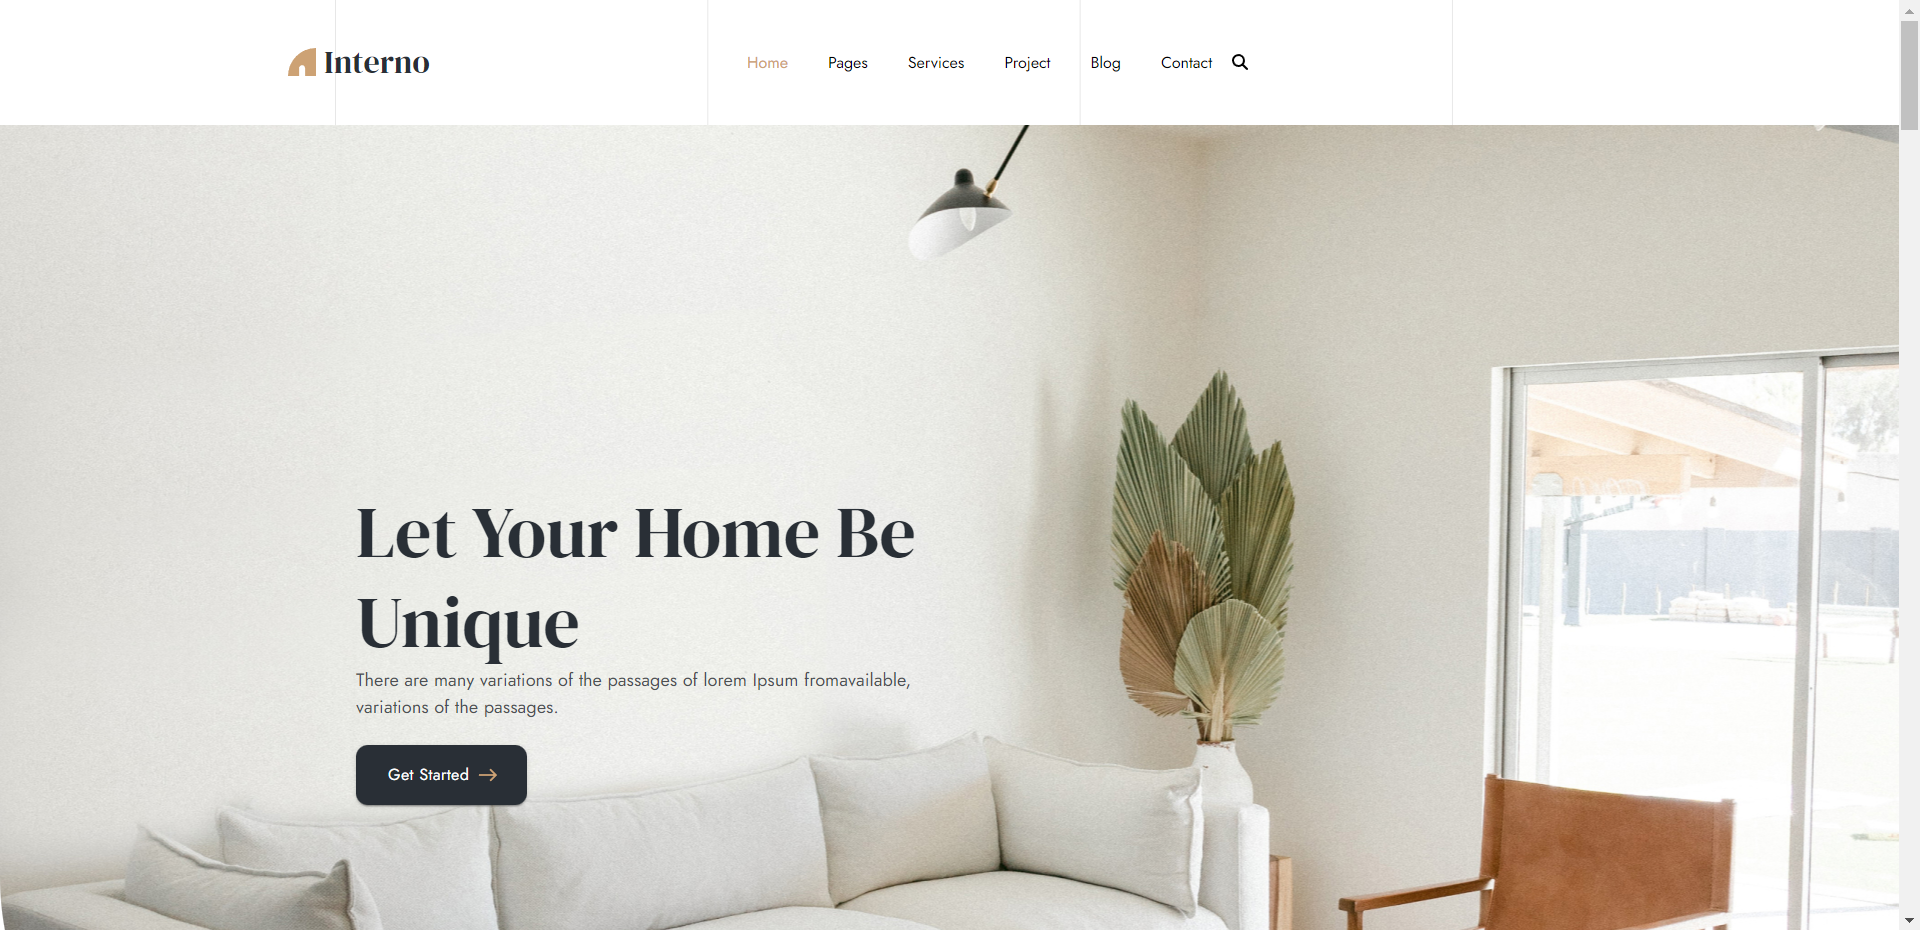 Interno
Home Pages Services Project Blog Contact
Let Your Home Be
Unique
There are many variations of the passages of lorem Ipsum fromavailable,
variations of the passages.
Get Started